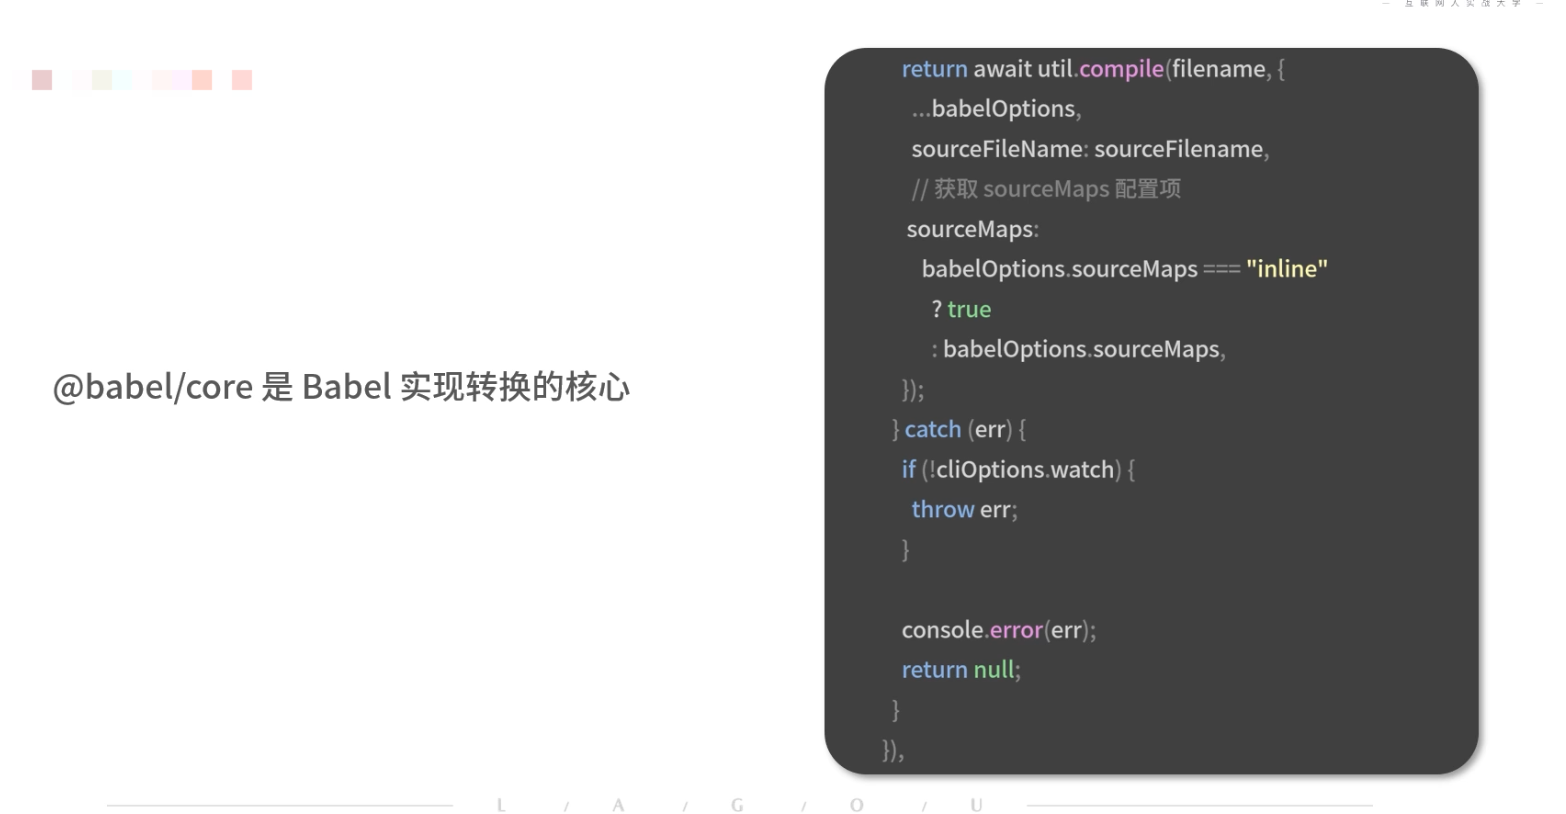 — 互联网人实战大学 —
return await util.compile(filename, {
...babelOptions,
sourceFileName: sourceFilename,
// 获取 sourceMaps 配置项
sourceMaps:
babelOptions.sourceMaps === "inline"
? true
: babelOptions.sourceMaps,
});
} catch (err) {
if (!cliOptions.watch) {
throw err;
}
console.error(err);
return null;
}
}),
@babel/core 是 Babel 实现转换的核心
L / A / G / O / U